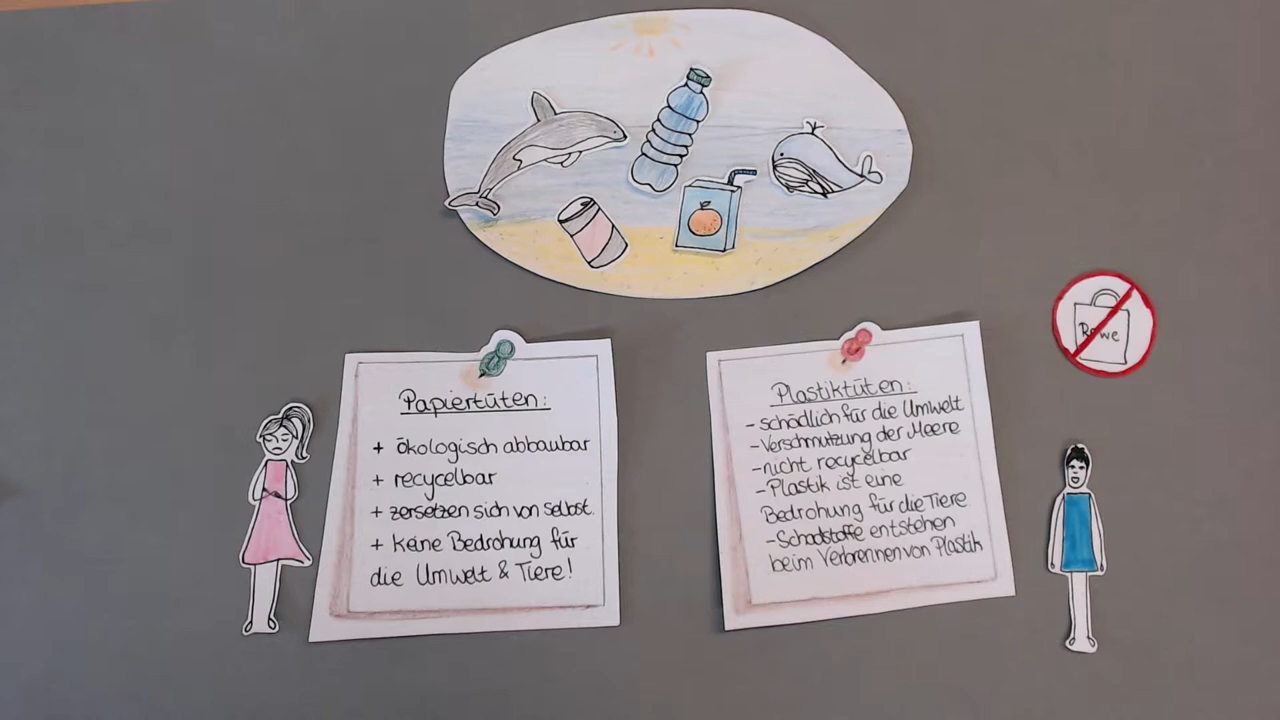 Papiertüten:
+ ökologisch abbaubar
+ recycelbar
+ zersetzen sich von selbst.
+ keine Bedrohung für
die Umwelt & Tiere!
Plastiktüten:
- schädlich für die Umwelt
- Verschmutzung der Meere
- nicht recycelbar
- Plastik ist eine
Bedrohung für die Tiere
- Schadstoffe entstehen
beim Verbrennen von Plastik
Rewe